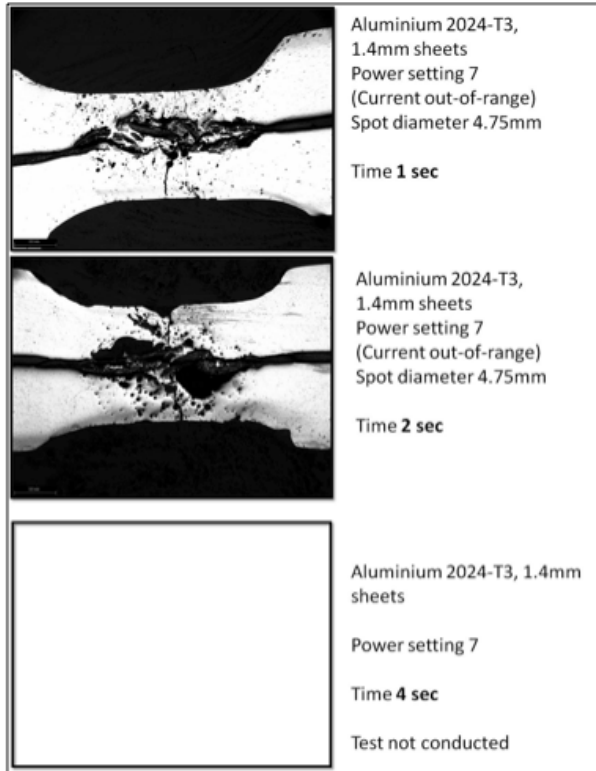 Aluminium 2024-T3,
1.4mm sheets
Power setting 7
(Current out-of-range)
Spot diameter 4.75mm
Time 1 sec
Aluminium 2024-T3,
1.4mm sheets
Power setting 7
(Current out-of-range)
Spot diameter 4.75mm
Time 2 sec
Aluminium 2024-T3, 1.4mm
sheets
Power setting 7
Time 4 sec
Test not conducted